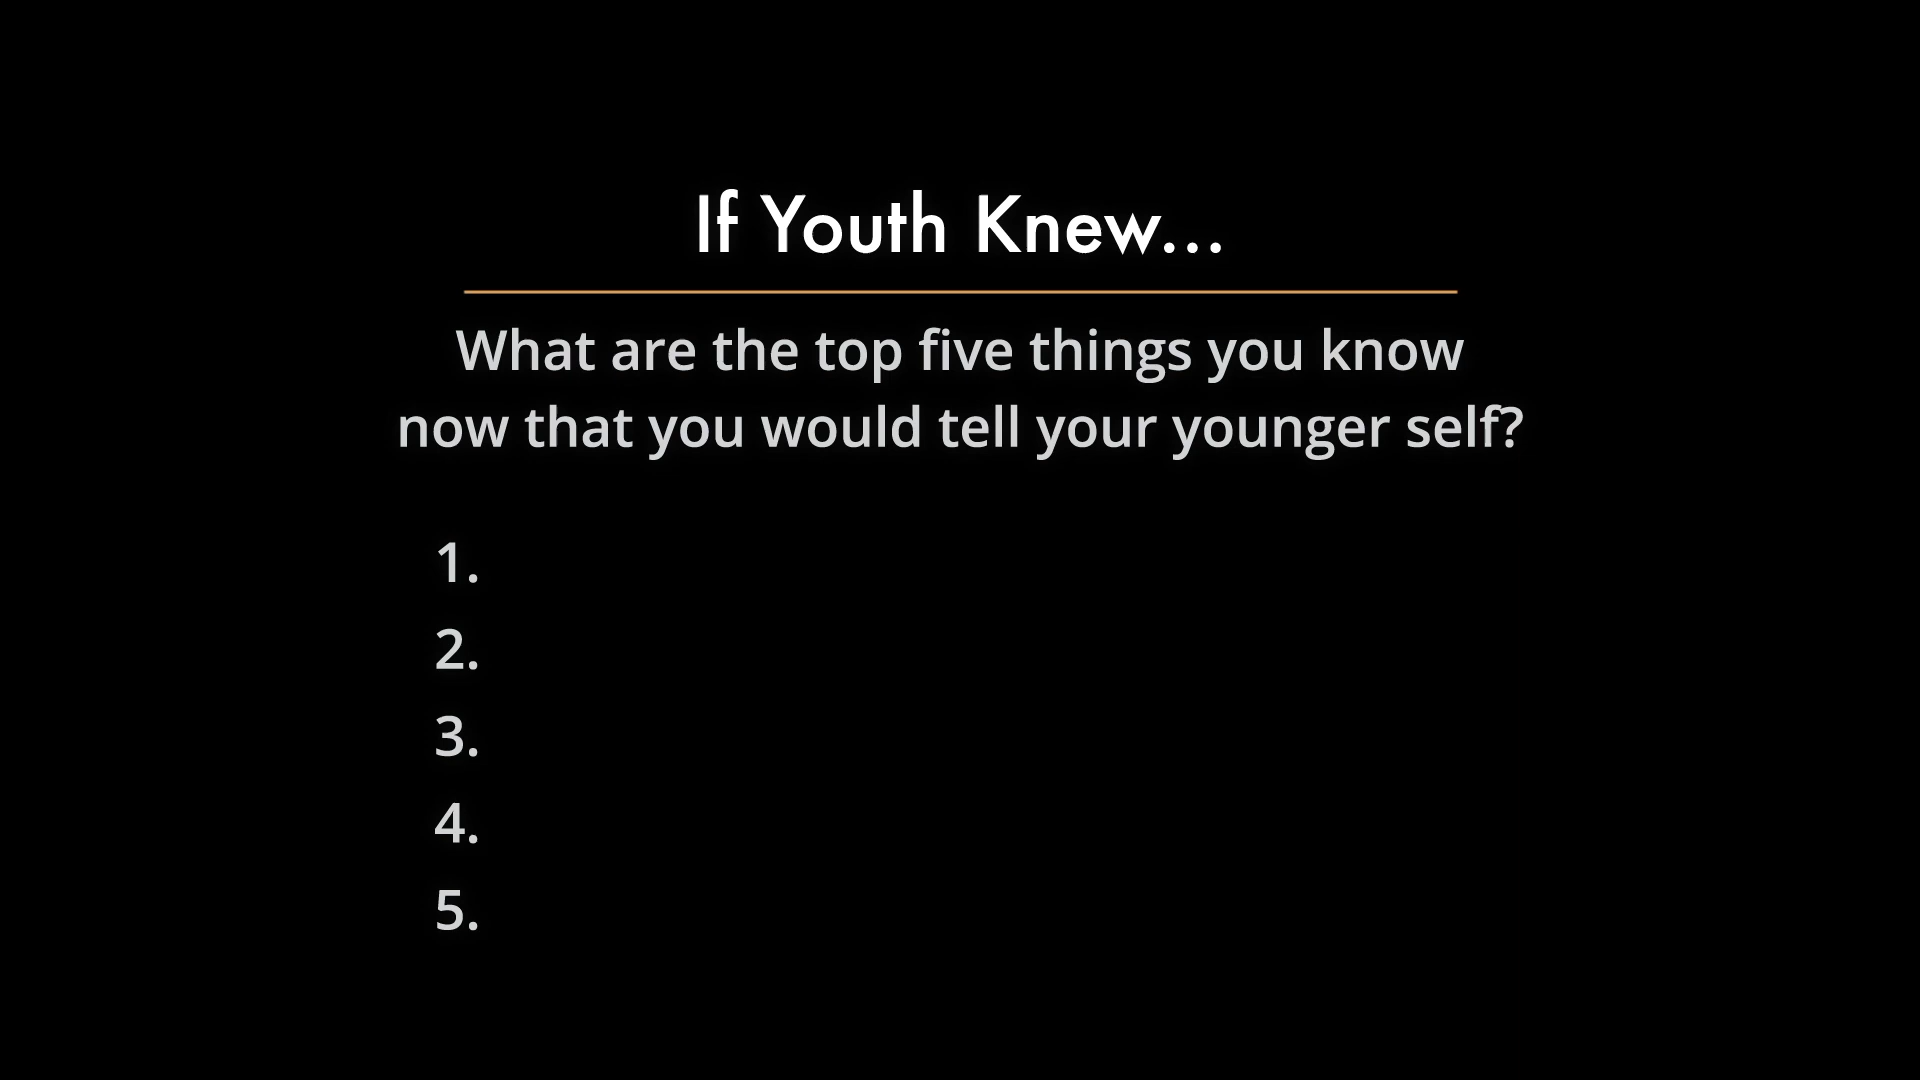 If Youth Knew...
What are the top five things you know
now that you would tell your younger self?
1.
2.
3.
4.
5.